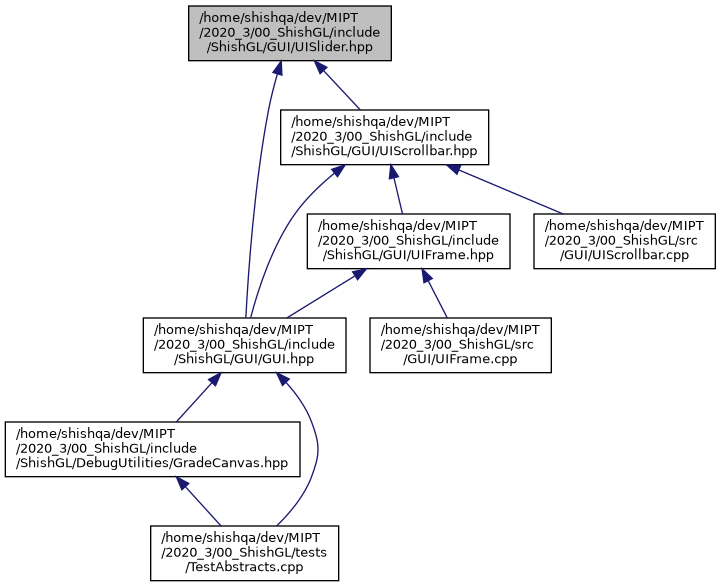 /home/shishqa/dev/MIPT
/2020_3/00_ShishGL/include
/ShishGL/GUI/UISlider.hpp
/home/shishqa/dev/MIPT
/2020_3/00_ShishGL/include
/ShishGL/GUI/UIScrollbar.hpp
/home/shishqa/dev/MIPT
/2020_3/00_ShishGL/include
/ShishGL/GUI/UIFrame.hpp
/home/shishqa/dev/MIPT
/2020_3/00_ShishGL/src
/GUI/UIScrollbar.cpp
/home/shishqa/dev/MIPT
/2020_3/00_ShishGL/include
/ShishGL/GUI/GUI.hpp
/home/shishqa/dev/MIPT
/2020_3/00_ShishGL/src
/GUI/UIFrame.cpp
/home/shishqa/dev/MIPT
/2020_3/00_ShishGL/include
/ShishGL/DebugUtilities/GradeCanvas.hpp
/home/shishqa/dev/MIPT
/2020_3/00_ShishGL/tests
/TestAbstracts.cpp